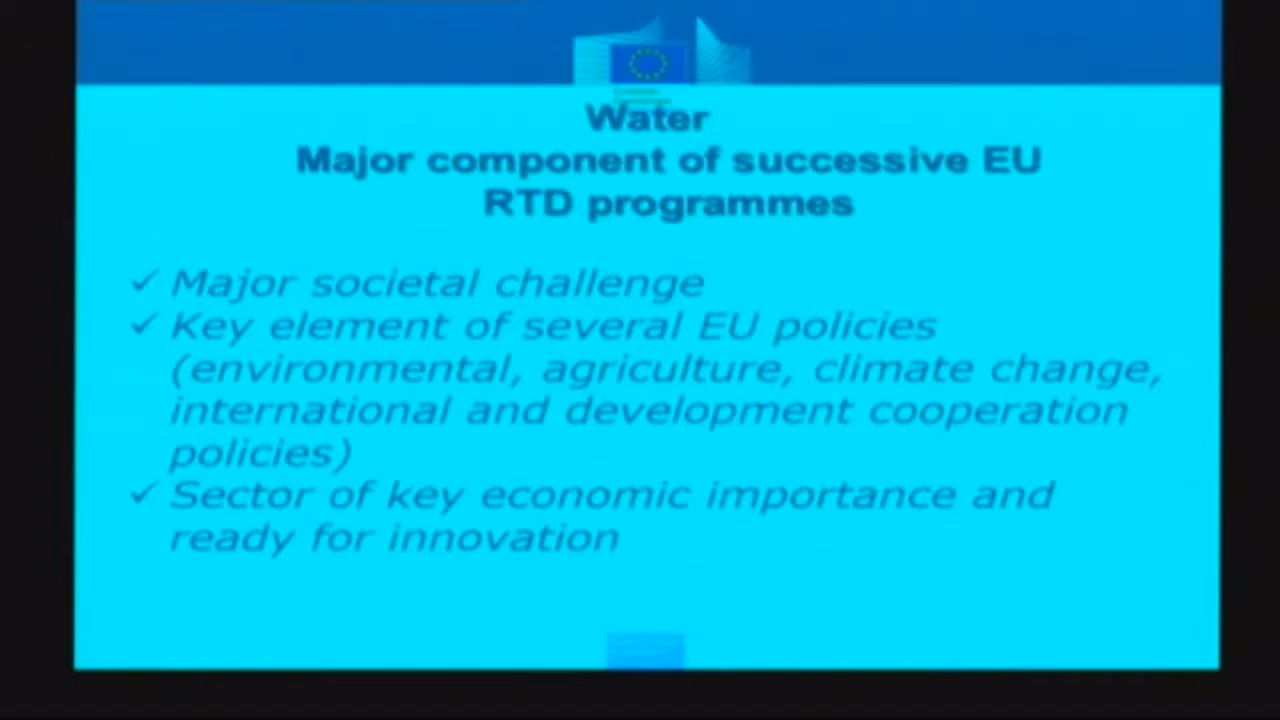 Water
Major component of successive EU
RTD programmes
✓ Major societal challenge
✓ Key element of several EU policies
(environmental, agriculture, climate change,
international and development cooperation
policies)
✓ Sector of key economic importance and
ready for innovation